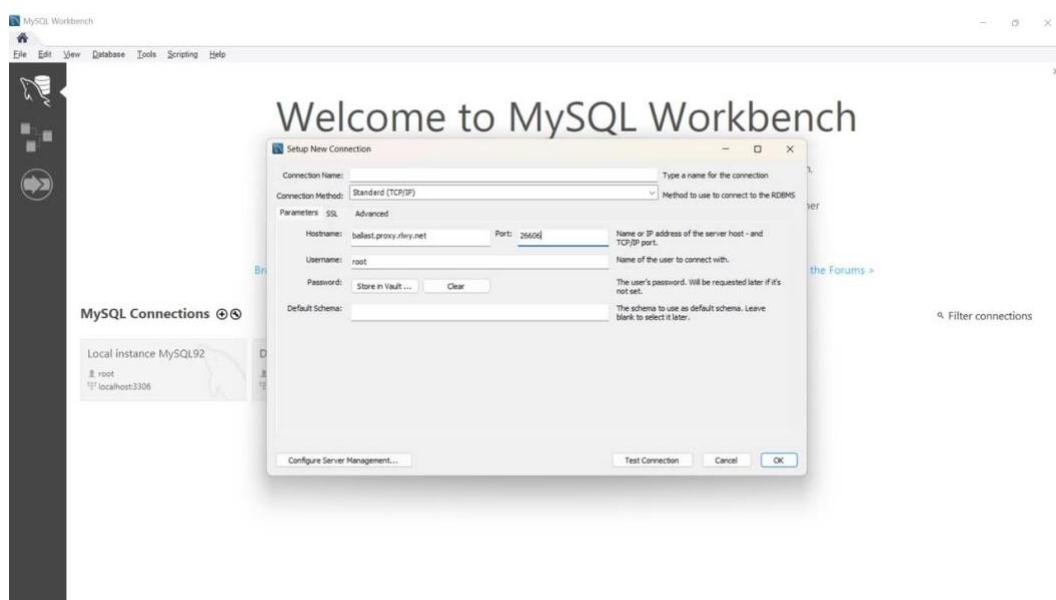 MySQL Workbench
File Edit View Database Tools Scripting Help
Welcome to MySQL Workbench
Setup New Connection
Connection Name: Type a name for the connection
Connection Method: Standard (TCP/IP) Method to use to connect to the RDBMS
Parameters SSL Advanced
Hostname: ballast.proxy.rlwy.net Port: 26606 Name or IP address of the server host - and
TCP/IP port.
Username: root Name of the user to connect with.
Password: Store in Vault ... Clear The user's password. Will be requested later if it's
not set.
Default Schema: The schema to use as default schema. Leave
blank to select it later.
the Forums >
MySQL Connections
Filter connections
Local instance MySQL92
root
localhost:3306
Configure Server Management... Test Connection Cancel OK